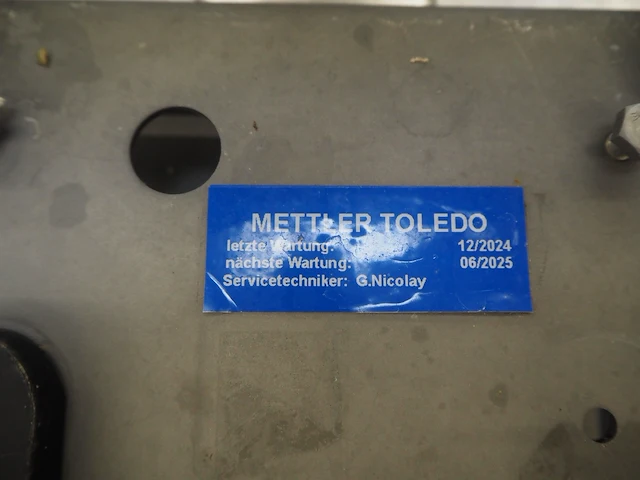 METTLER TOLEDO
letzte Wartung: 12/2024
nächste Wartung: 06/2025
Servicetechniker: G.Nicolay